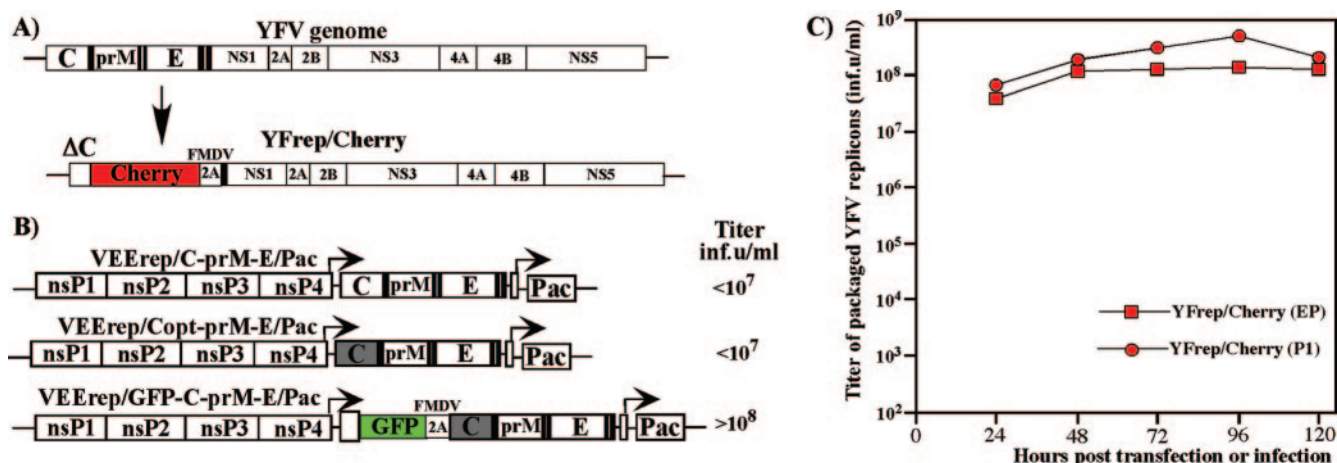 A)
YFV genome
C prM E NS1 2A 2B NS3 4A 4B NS5
YFrep/Cherry
ΔC FMDV
Cherry 2A NS1 2A 2B NS3 4A 4B NS5
B)
Titer
inf.u/ml
VEErep/C-prM-E/Pac
nsP1 nsP2 nsP3 nsP4 C prM E Pac <10⁷
VEErep/Copt-prM-E/Pac
nsP1 nsP2 nsP3 nsP4 C prM E Pac <10⁷
VEErep/GFP-C-prM-E/Pac
FMDV
nsP1 nsP2 nsP3 nsP4 GFP 2A C prM E Pac >10⁸
C)
Titer of packaged YFV replicons (inf.u/ml)
10⁹
10⁸
10⁷
10⁶
10⁵
10⁴
10³
10²
YFrep/Cherry (EP)
YFrep/Cherry (P1)
0 24 48 72 96 120
Hours post transfection or infection